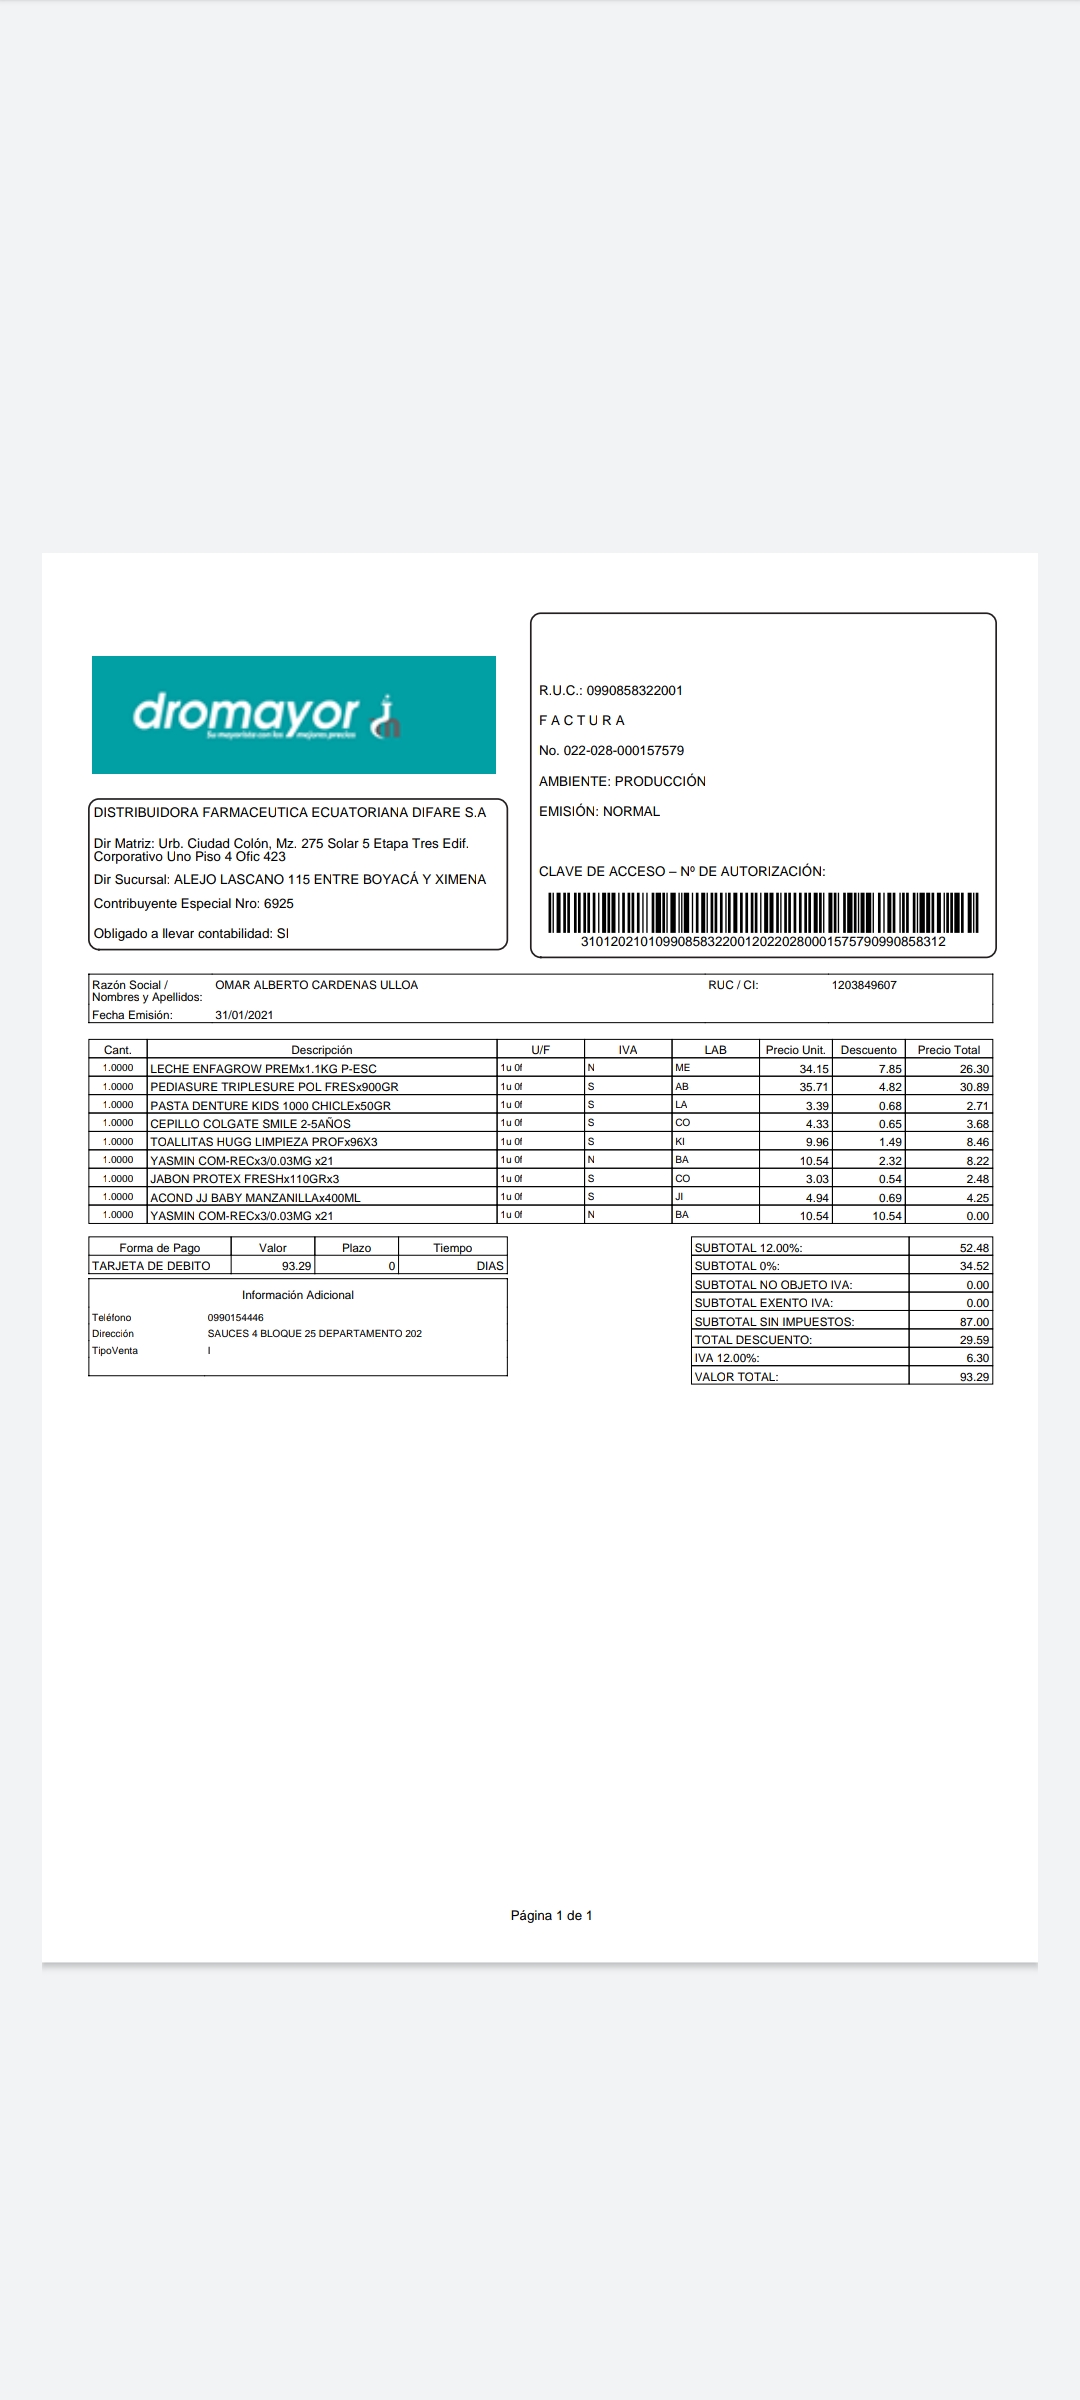 dromayor
Su mayorista con los mejores precios
R.U.C.: 0990858322001
F A C T U R A
No. 022-028-000157579
AMBIENTE: PRODUCCIÓN
EMISIÓN: NORMAL
CLAVE DE ACCESO – Nº DE AUTORIZACIÓN:
3101202101099085832200120220280001575790990858312
DISTRIBUIDORA FARMACEUTICA ECUATORIANA DIFARE S.A
Dir Matriz: Urb. Ciudad Colón, Mz. 275 Solar 5 Etapa Tres Edif.
Corporativo Uno Piso 4 Ofic 423
Dir Sucursal: ALEJO LASCANO 115 ENTRE BOYACÁ Y XIMENA
Contribuyente Especial Nro: 6925
Obligado a llevar contabilidad: SI
Razón Social / Nombres y Apellidos: OMAR ALBERTO CARDENAS ULLOA RUC / CI: 1203849607
Fecha Emisión: 31/01/2021
Cant. Descripción U/F IVA LAB Precio Unit. Descuento Precio Total
1.0000 LECHE ENFAGROW PREMx1.1KG P-ESC 1u 0f N ME 34.15 7.85 26.30
1.0000 PEDIASURE TRIPLESURE POL FRESx900GR 1u 0f S AB 35.71 4.82 30.89
1.0000 PASTA DENTURE KIDS 1000 CHICLEx50GR 1u 0f S LA 3.39 0.68 2.71
1.0000 CEPILLO COLGATE SMILE 2-5AÑOS 1u 0f S CO 4.33 0.65 3.68
1.0000 TOALLITAS HUGG LIMPIEZA PROFx96X3 1u 0f S KI 9.96 1.49 8.46
1.0000 YASMIN COM-RECx3/0.03MG x21 1u 0f N BA 10.54 2.32 8.22
1.0000 JABON PROTEX FRESHx110GRx3 1u 0f S CO 3.03 0.54 2.48
1.0000 ACOND JJ BABY MANZANILLAx400ML 1u 0f S JI 4.94 0.69 4.25
1.0000 YASMIN COM-RECx3/0.03MG x21 1u 0f N BA 10.54 10.54 0.00
Forma de Pago Valor Plazo Tiempo
TARJETA DE DEBITO 93.29 0 DIAS
Información Adicional
Teléfono 0990154446
Dirección SAUCES 4 BLOQUE 25 DEPARTAMENTO 202
TipoVenta I
SUBTOTAL 12.00%: 52.48
SUBTOTAL 0%: 34.52
SUBTOTAL NO OBJETO IVA: 0.00
SUBTOTAL EXENTO IVA: 0.00
SUBTOTAL SIN IMPUESTOS: 87.00
TOTAL DESCUENTO: 29.59
IVA 12.00%: 6.30
VALOR TOTAL: 93.29
Página 1 de 1